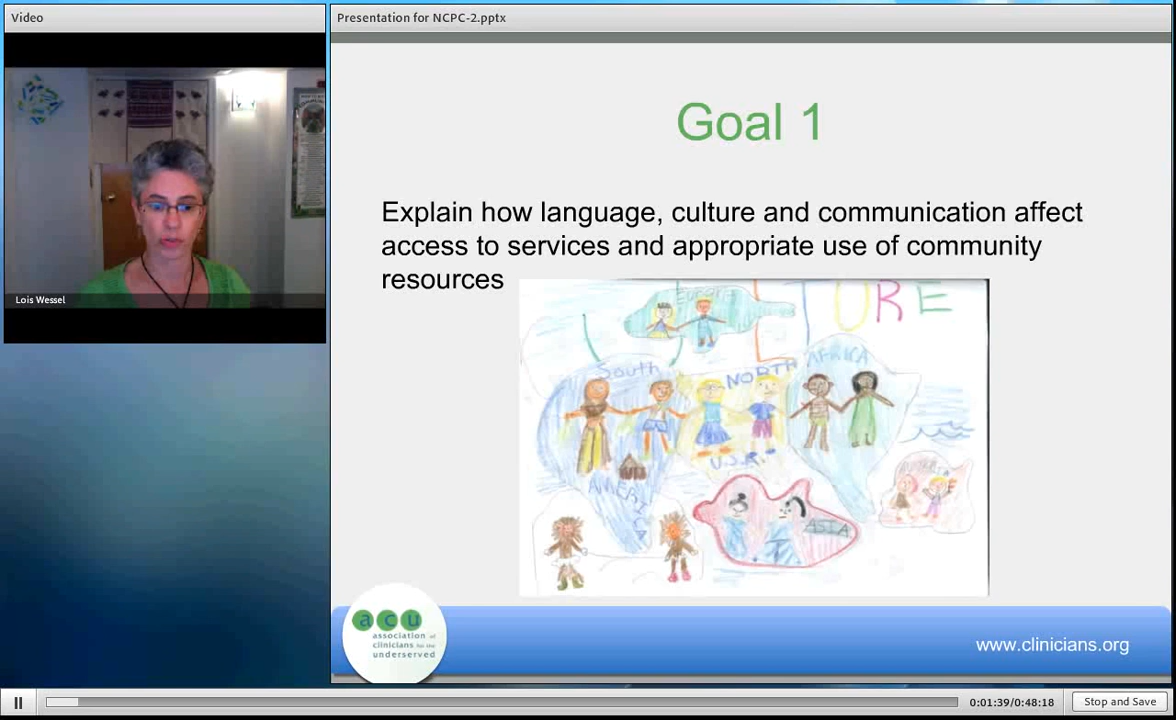 Video
Presentation for NCPC-2.pptx
Lois Wessel
Goal 1
Explain how language, culture and communication affect
access to services and appropriate use of community
resources
Europe
TURE
South
NORTH
AFRICA
AMERICA
ASIA
acu
association of
clinicians for the
underserved
www.clinicians.org
0:01:39/0:48:18
Stop and Save